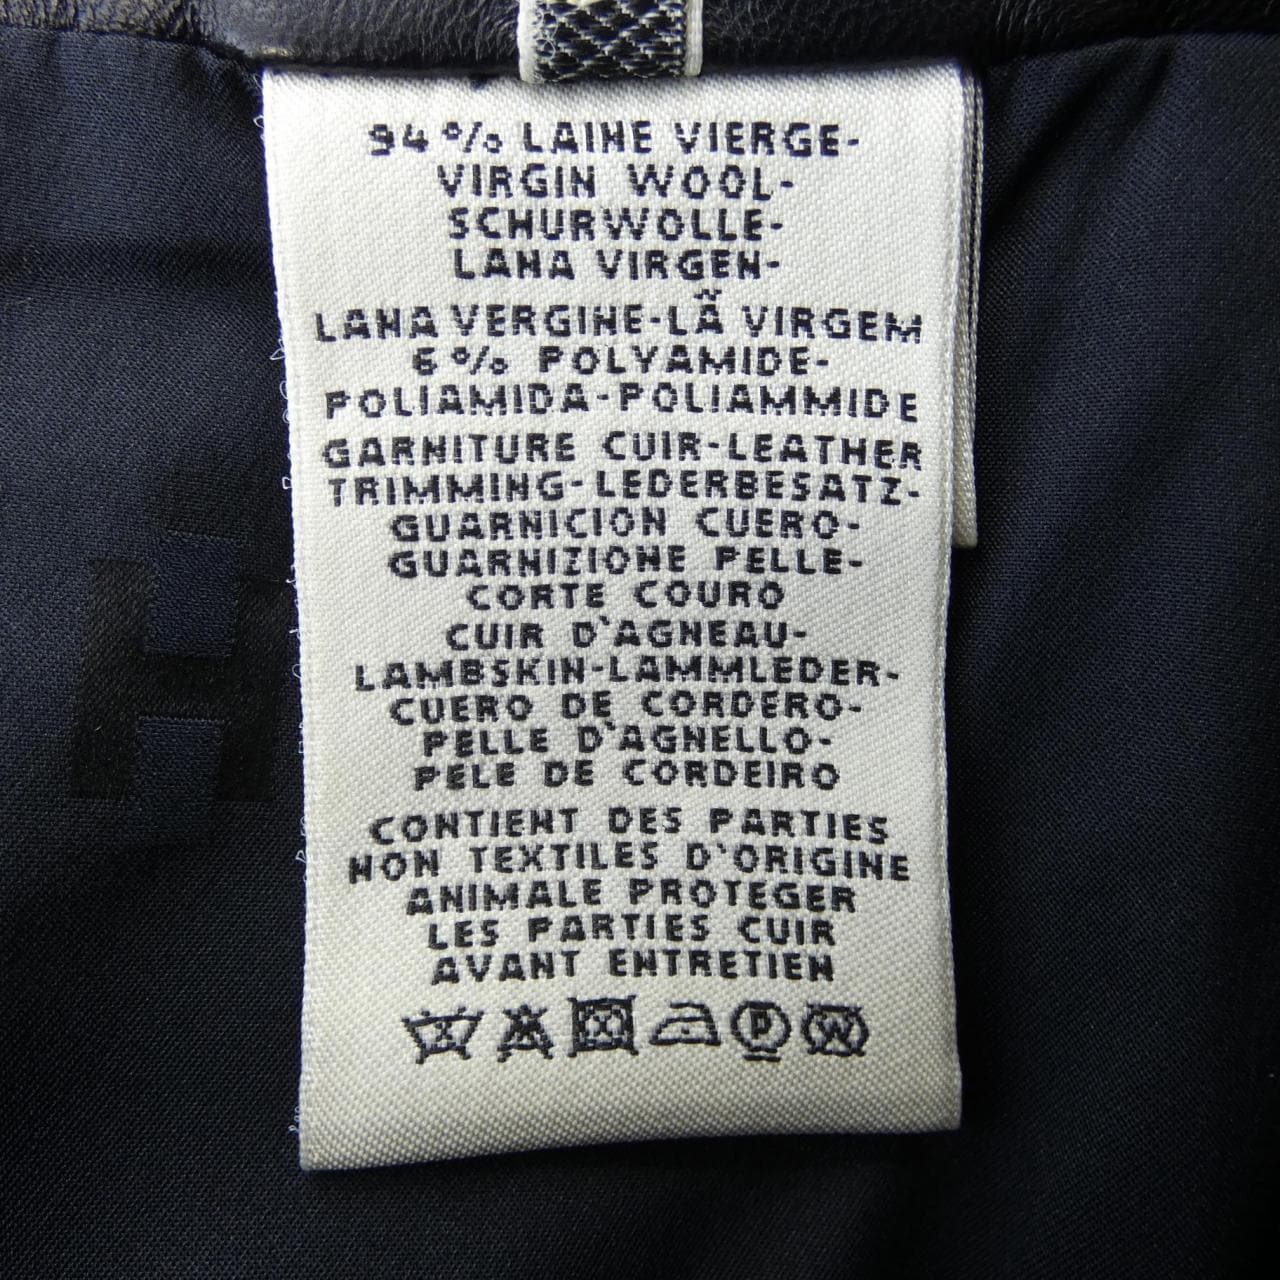 94 % LAINE VIERGE-
VIRGIN WOOL-
SCHURWOLLE-
LANA VIRGEN-
LANA VERGINE-LÃ VIRGEM
6 % POLYAMIDE-
POLIAMIDA-POLIAMMIDE
GARNITURE CUIR-LEATHER
TRIMMING-LEDERBESATZ-
GUARNICION CUERO-
GUARNIZIONE PELLE-
CORTE COURO
CUIR D'AGNEAU-
LAMBSKIN-LAMMLEDER-
CUERO DE CORDERO-
PELLE D'AGNELLO-
PELE DE CORDEIRO
CONTIENT DES PARTIES
NON TEXTILES D'ORIGINE
ANIMALE PROTEGER
LES PARTIES CUIR
AVANT ENTRETIEN
P W
H